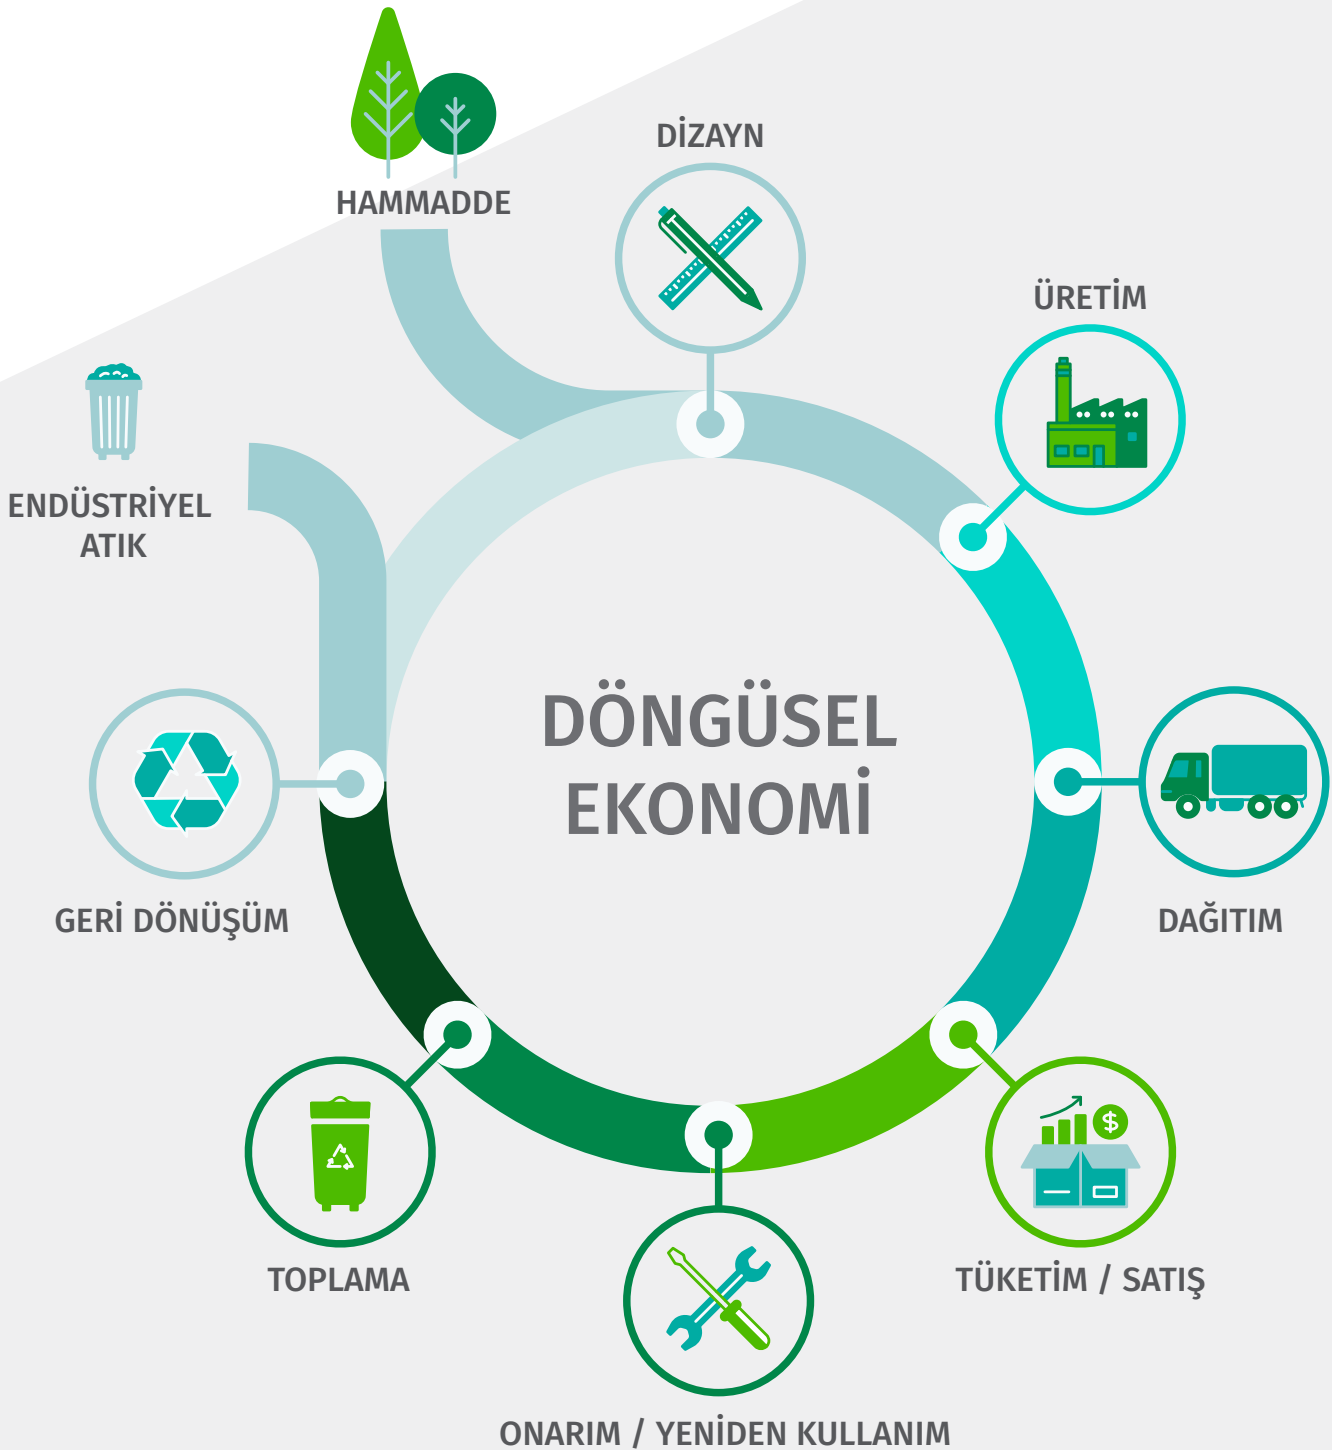 HAMMADDE
DİZAYN
ÜRETİM
ENDÜSTRİYEL
ATIK
DÖNGÜSEL
EKONOMİ
GERİ DÖNÜŞÜM
DAĞITIM
TOPLAMA
TÜKETİM / SATIŞ
$
ONARIM / YENİDEN KULLANIM